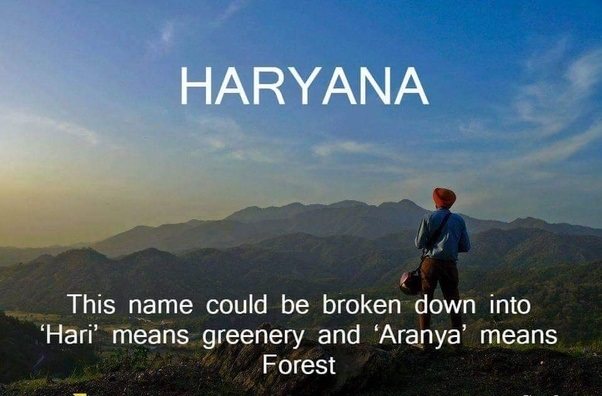 HARYANA
This name could be broken down into
‘Hari’ means greenery and ‘Aranya’ means
Forest